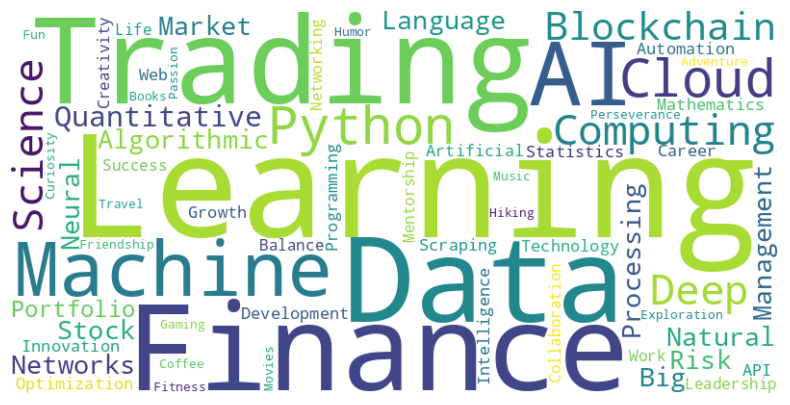 Trading
Fun
Life
Market
Creativity
Web
Passion
Books
Humor
Networking
Language
Blockchain
AI
Automation
Adventure
Cloud
Mathematics
Perseverance
Science
Quantitative
Python
Computing
Algorithmic
Curiosity
Neural
Success
Artificial
Statistics
Career
Learning
Programming
Mentorship
Music
Travel
Growth
Hiking
Friendship
Balance
Scraping
Technology
Processing
Management
Machine
Data
Deep
Portfolio
Stock
Gaming
Development
Intelligence
Collaboration
Exploration
Innovation
Finance
Natural
Networks
Coffee
Movies
Work
Risk
API
Optimization
Fitness
Big
Leadership